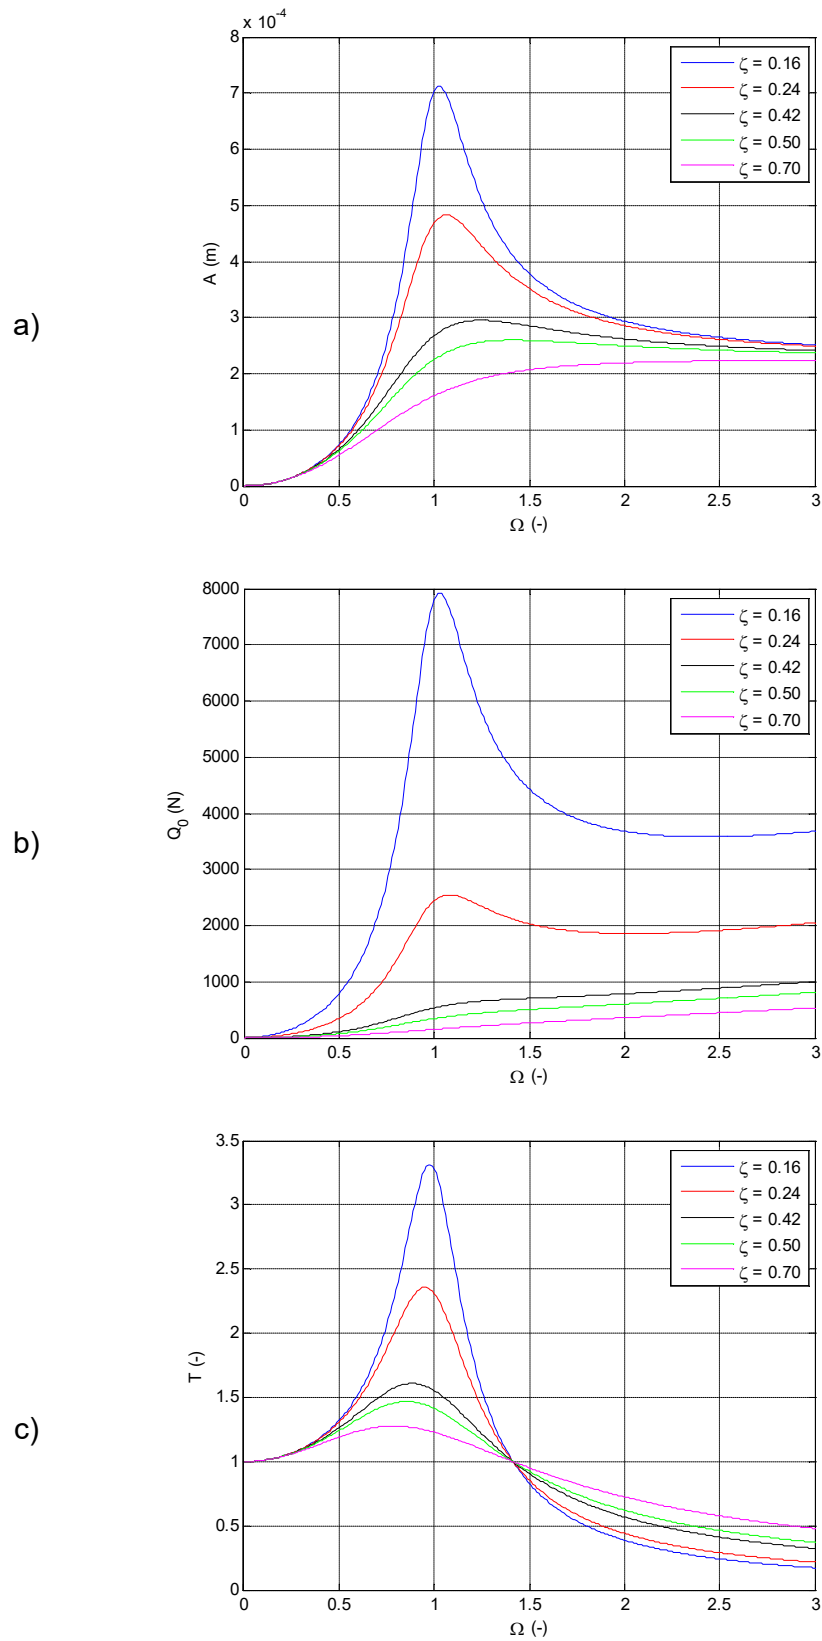 a)
x 10-4
8
7
6
5
4
3
2
1
0
A (m)
0 0.5 1 1.5 2 2.5 3
Ω (-)
ζ = 0.16
ζ = 0.24
ζ = 0.42
ζ = 0.50
ζ = 0.70
b)
8000
7000
6000
5000
4000
3000
2000
1000
0
Q0 (N)
0 0.5 1 1.5 2 2.5 3
Ω (-)
ζ = 0.16
ζ = 0.24
ζ = 0.42
ζ = 0.50
ζ = 0.70
c)
3.5
3
2.5
2
1.5
1
0.5
0
T (-)
0 0.5 1 1.5 2 2.5 3
Ω (-)
ζ = 0.16
ζ = 0.24
ζ = 0.42
ζ = 0.50
ζ = 0.70